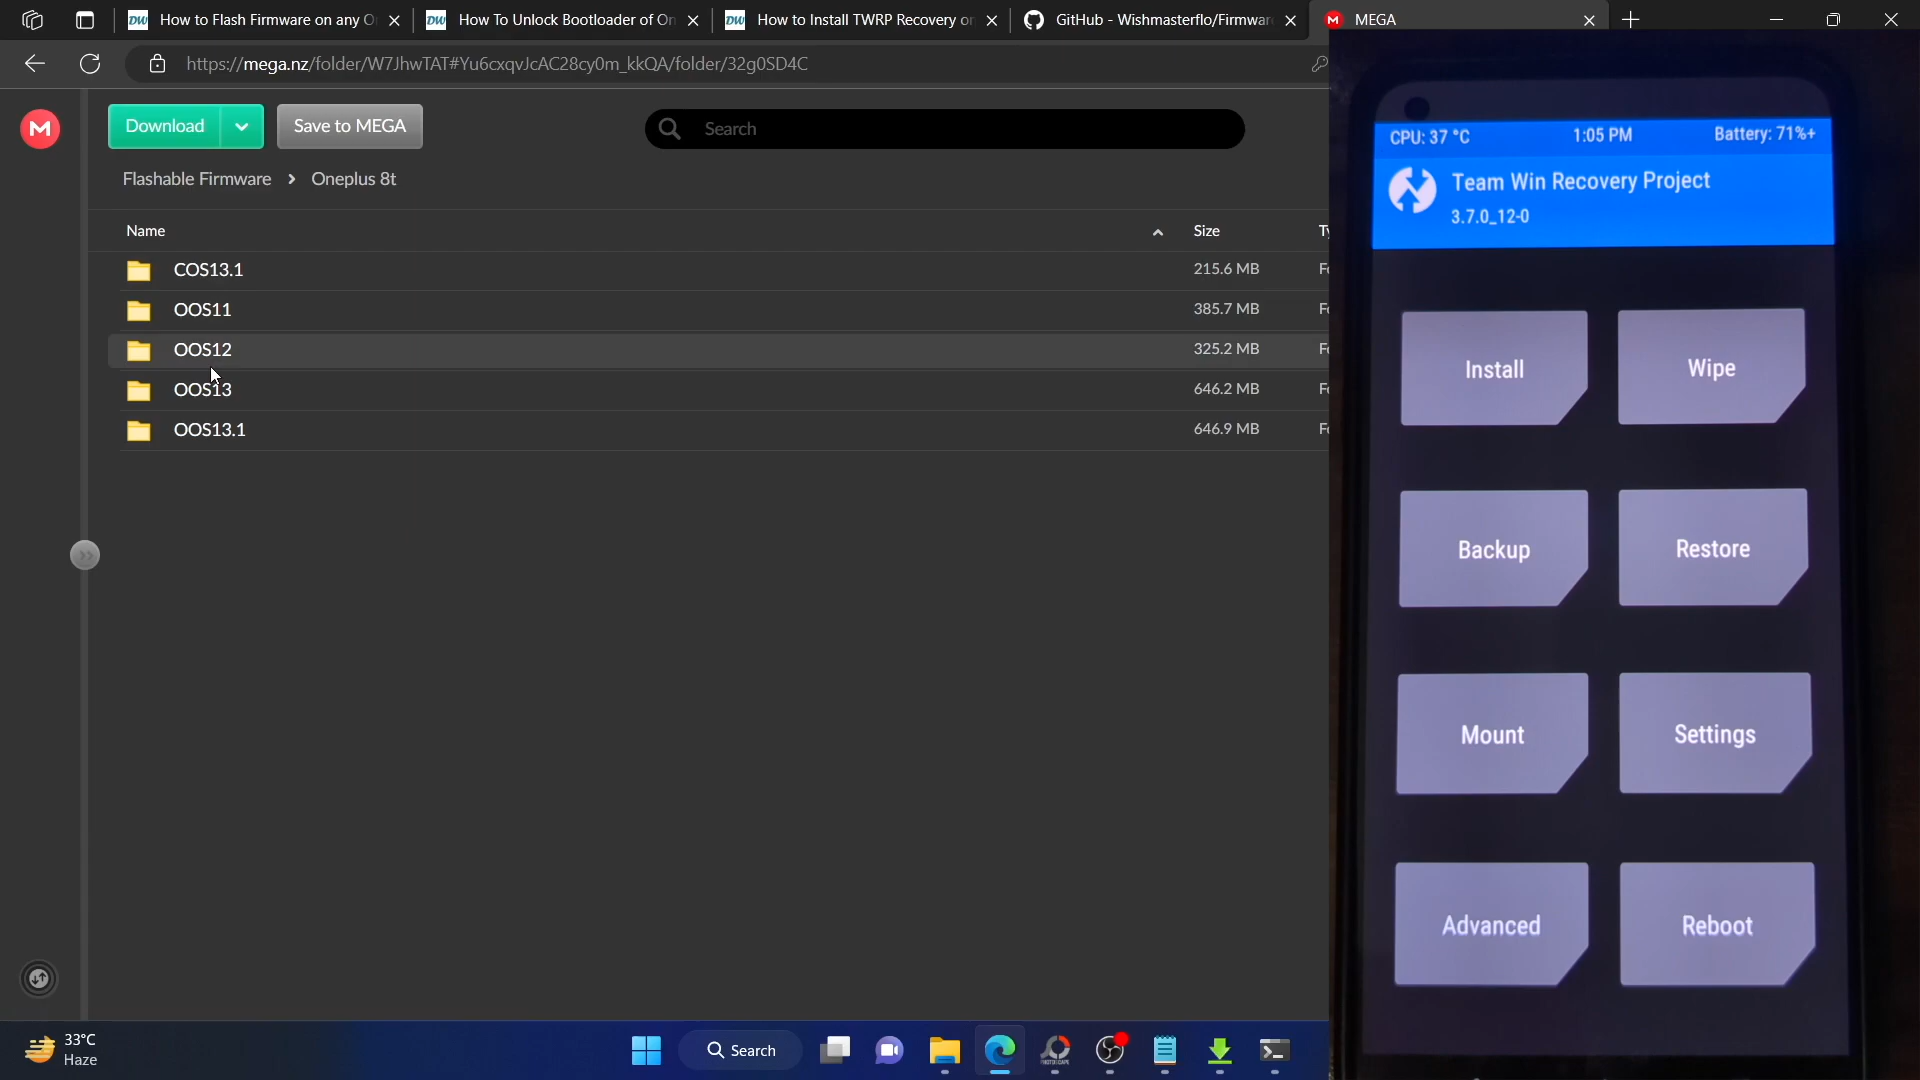 How to Flash Firmware on any O
How To Unlock Bootloader of On
How to Install TWRP Recovery on
GitHub - Wishmasterflo/Firmwar
MEGA
https://mega.nz/folder/W7JhwTAT#Yu6cxqvJcAC28cy0m_kkQA/folder/32g0SD4C
Download
Save to MEGA
Search
Flashable Firmware > Oneplus 8t
Name
Size
COS13.1
215.6 MB
OOS11
385.7 MB
OOS12
325.2 MB
OOS13
646.2 MB
OOS13.1
646.9 MB
CPU: 37 °C
1:05 PM
Battery: 71%+
Team Win Recovery Project
3.7.0_12-0
Install
Wipe
Backup
Restore
Mount
Settings
Advanced
Reboot
33°C
Haze
Search